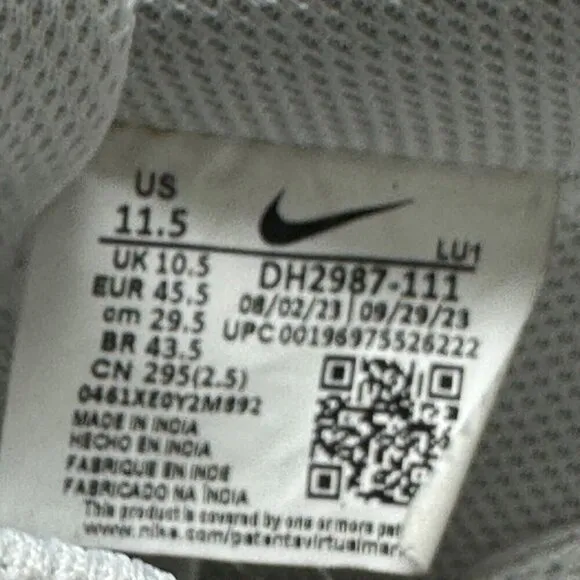 US
11.5
LU1
UK 10.5
DH2987-111
EUR 45.5
08/02/23 | 09/29/23
cm 29.5
UPC 00196975526222
BR 43.5
CN 295(2.5)
0461XE0Y2M892
MADE IN INDIA
HECHO EN INDIA
FABRIQUE EN INDE
FABRICADO NA ÍNDIA
This product is covered by one or more pat
www.nike.com/patentsvirtualmark